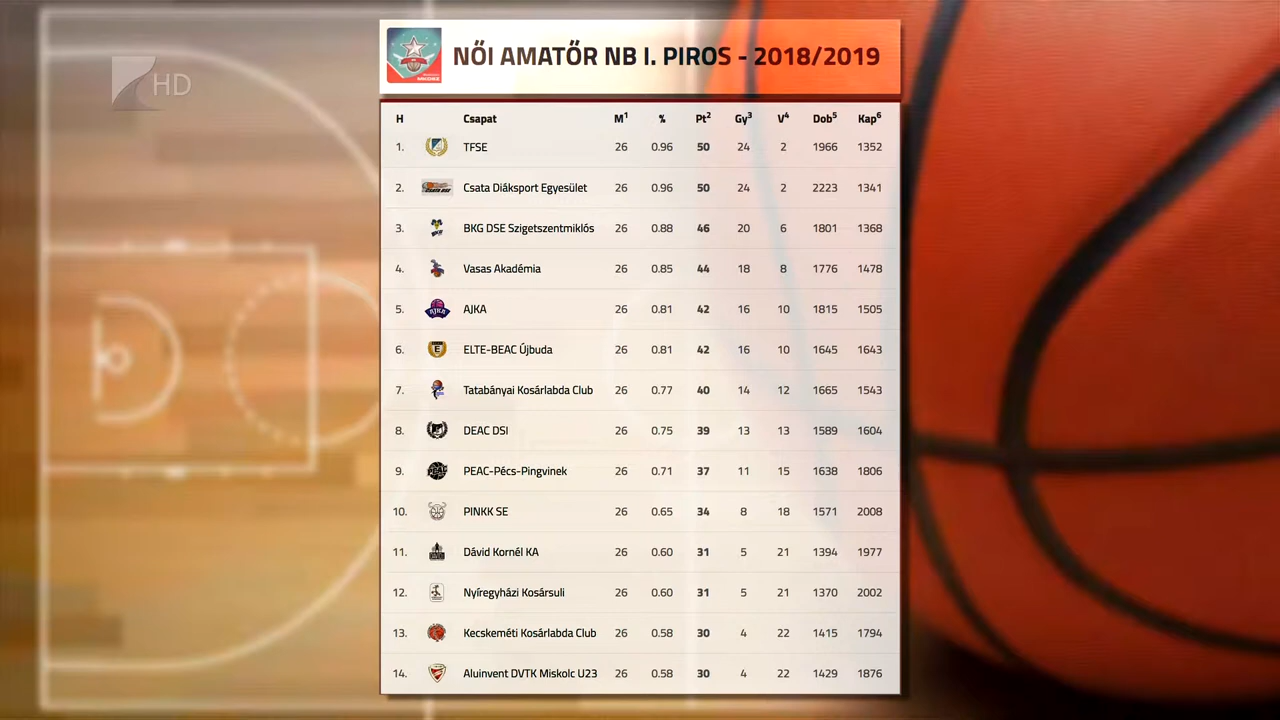 HD
NŐI AMATŐR NB I. PIROS - 2018/2019
H Csapat M¹ % Pt² Gy³ V⁴ Dob⁵ Kap⁶
1. TFSE 26 0.96 50 24 2 1966 1352
2. Csata Diáksport Egyesület 26 0.96 50 24 2 2223 1341
3. BKG DSE Szigetszentmiklós 26 0.88 46 20 6 1801 1368
4. Vasas Akadémia 26 0.85 44 18 8 1776 1478
5. AJKA 26 0.81 42 16 10 1815 1505
6. ELTE-BEAC Újbuda 26 0.81 42 16 10 1645 1643
7. Tatabányai Kosárlabda Club 26 0.77 40 14 12 1665 1543
8. DEAC DSI 26 0.75 39 13 13 1589 1604
9. PEAC-Pécs-Pingvinek 26 0.71 37 11 15 1638 1806
10. PINKK SE 26 0.65 34 8 18 1571 2008
11. Dávid Kornél KA 26 0.60 31 5 21 1394 1977
12. Nyíregyházi Kosársuli 26 0.60 31 5 21 1370 2002
13. Kecskeméti Kosárlabda Club 26 0.58 30 4 22 1415 1794
14. Aluinvent DVTK Miskolc U23 26 0.58 30 4 22 1429 1876